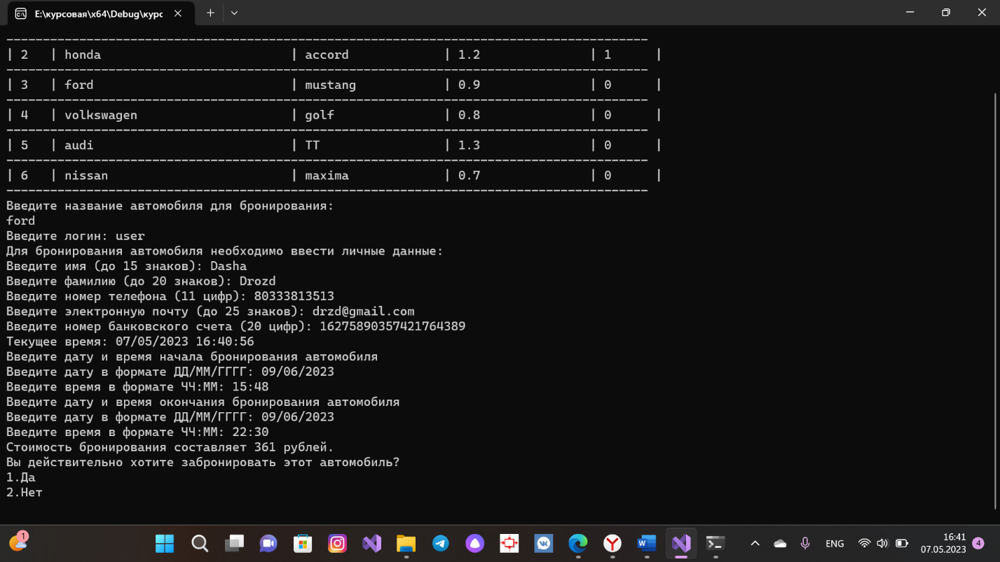 E:\курсовая\x64\Debug\курс
------------------------------------------------------------------------------------------
| 2 | honda | accord | 1.2 | 1 |
------------------------------------------------------------------------------------------
| 3 | ford | mustang | 0.9 | 0 |
------------------------------------------------------------------------------------------
| 4 | volkswagen | golf | 0.8 | 0 |
------------------------------------------------------------------------------------------
| 5 | audi | TT | 1.3 | 0 |
------------------------------------------------------------------------------------------
| 6 | nissan | maxima | 0.7 | 0 |
------------------------------------------------------------------------------------------
Введите название автомобиля для бронирования:
ford
Введите логин: user
Для бронирования автомобиля необходимо ввести личные данные:
Введите имя (до 15 знаков): Dasha
Введите фамилию (до 20 знаков): Drozd
Введите номер телефона (11 цифр): 80333813513
Введите электронную почту (до 25 знаков): drzd@gmail.com
Введите номер банковского счета (20 цифр): 16275890357421764389
Текущее время: 07/05/2023 16:40:56
Введите дату и время начала бронирования автомобиля
Введите дату в формате ДД/ММ/ГГГГ: 09/06/2023
Введите время в формате ЧЧ:ММ: 15:48
Введите дату и время окончания бронирования автомобиля
Введите дату в формате ДД/ММ/ГГГГ: 09/06/2023
Введите время в формате ЧЧ:ММ: 22:30
Стоимость бронирования составляет 361 рублей.
Вы действительно хотите забронировать этот автомобиль?
1.Да
2.Нет
1
ENG
16:41
07.05.2023
4